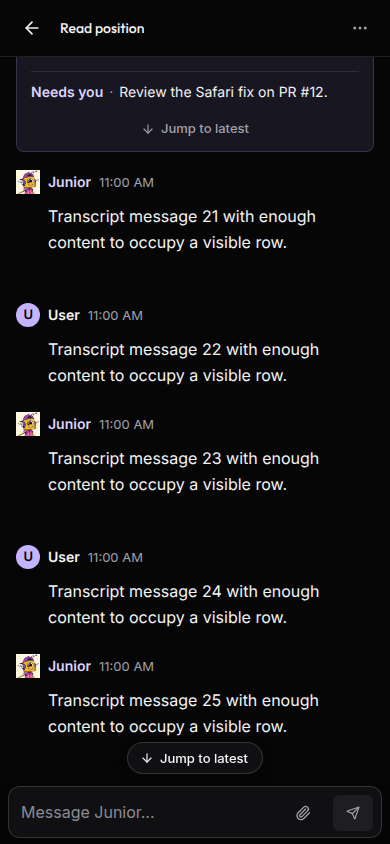 Read position
Needs you · Review the Safari fix on PR #12.
Jump to latest
Junior 11:00 AM
Transcript message 21 with enough
content to occupy a visible row.
U User 11:00 AM
Transcript message 22 with enough
content to occupy a visible row.
Junior 11:00 AM
Transcript message 23 with enough
content to occupy a visible row.
U User 11:00 AM
Transcript message 24 with enough
content to occupy a visible row.
Junior 11:00 AM
Transcript message 25 with enough
content to occupy a visible row.
Jump to latest
Message Junior...